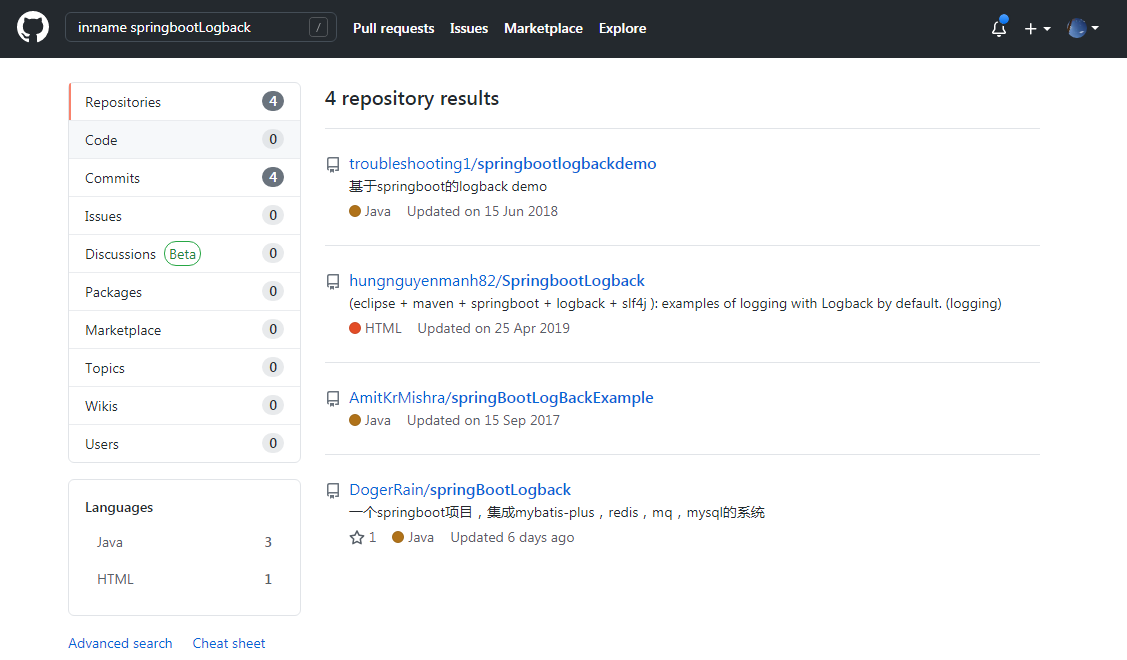 in:name springbootLogback /
Pull requests Issues Marketplace Explore
Repositories 4
Code 0
Commits 4
Issues 0
Discussions Beta 0
Packages 0
Marketplace 0
Topics 0
Wikis 0
Users 0
Languages
Java 3
HTML 1
Advanced search Cheat sheet
4 repository results
troubleshooting1/springbootlogbackdemo
基于springboot的logback demo
Java Updated on 15 Jun 2018
hungnguyenmanh82/SpringbootLogback
(eclipse + maven + springboot + logback + slf4j ): examples of logging with Logback by default. (logging)
HTML Updated on 25 Apr 2019
AmitKrMishra/springBootLogBackExample
Java Updated on 15 Sep 2017
DogerRain/springBootLogback
一个springboot项目，集成mybatis-plus，redis，mq，mysql的系统
1 Java Updated 6 days ago